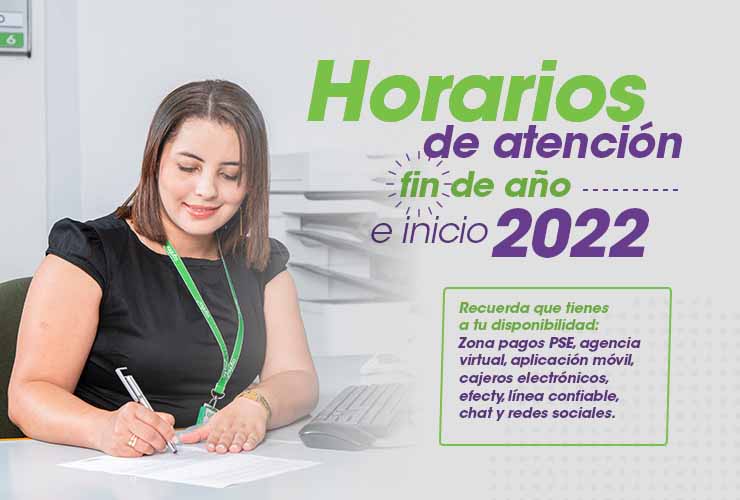 6
Horarios
de atención
fin de año
e inicio 2022
Recuerda que tienes
a tu disponibilidad:
Zona pagos PSE, agencia
virtual, aplicación móvil,
cajeros electrónicos,
efecty, línea confiable,
chat y redes sociales.